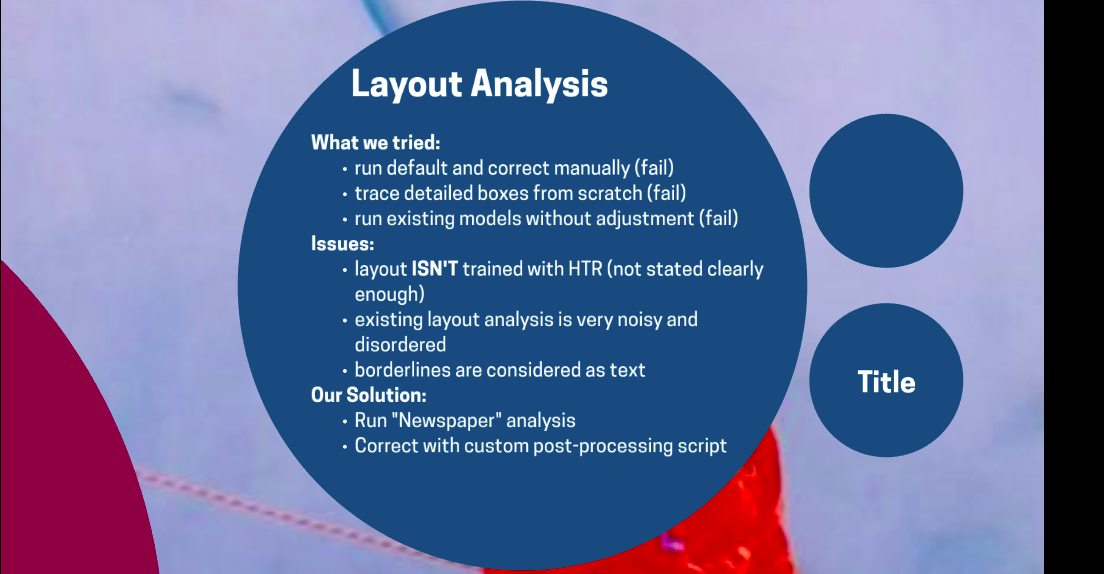 Layout Analysis
What we tried:
• run default and correct manually (fail)
• trace detailed boxes from scratch (fail)
• run existing models without adjustment (fail)
Issues:
• layout ISN'T trained with HTR (not stated clearly
enough)
• existing layout analysis is very noisy and
disordered
• borderlines are considered as text
Our Solution:
• Run "Newspaper" analysis
• Correct with custom post-processing script
Title